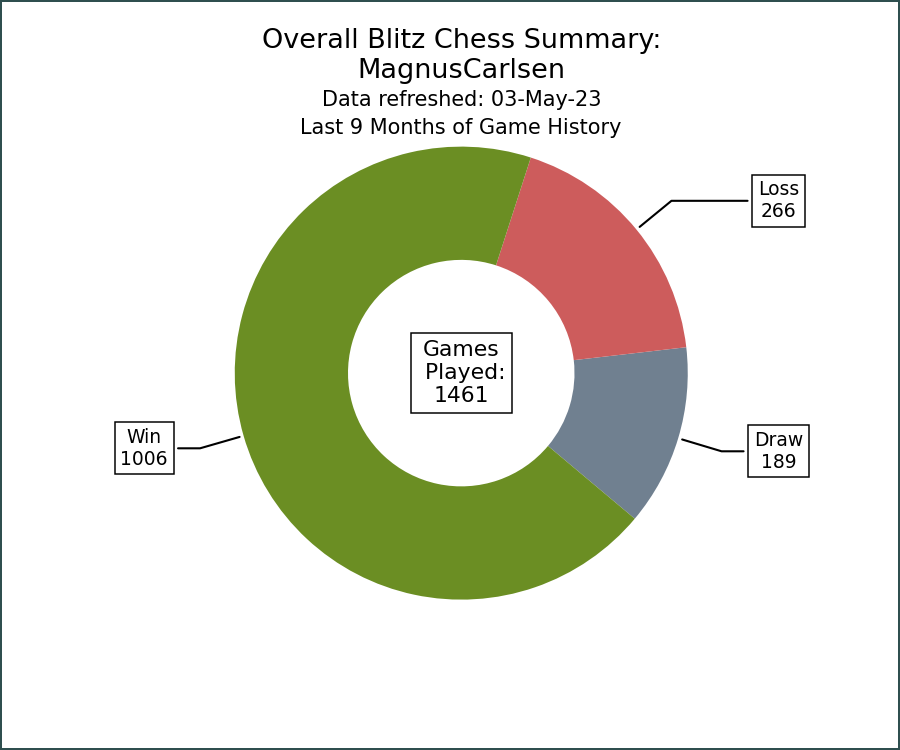 Overall Blitz Chess Summary:
MagnusCarlsen
Data refreshed: 03-May-23
Last 9 Months of Game History
Loss
266
Games
Played:
1461
Win
1006
Draw
189